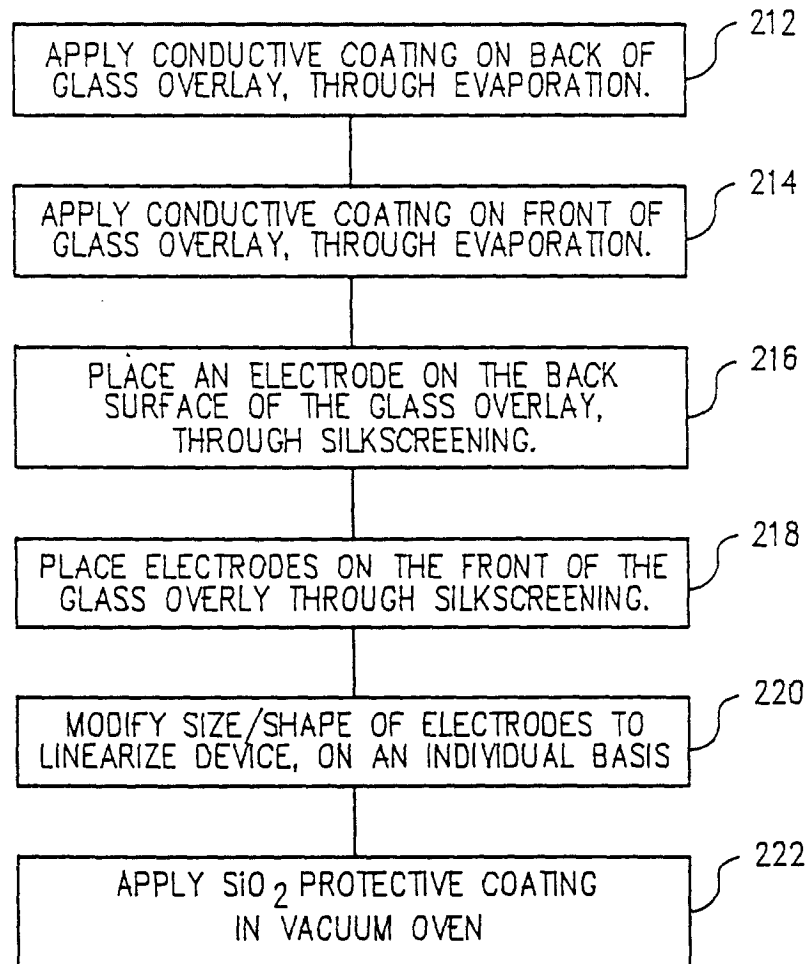 212
APPLY CONDUCTIVE COATING ON BACK OF
GLASS OVERLAY, THROUGH EVAPORATION.
214
APPLY CONDUCTIVE COATING ON FRONT OF
GLASS OVERLAY, THROUGH EVAPORATION.
216
PLACE AN ELECTRODE ON THE BACK
SURFACE OF THE GLASS OVERLAY,
THROUGH SILKSCREENING.
218
PLACE ELECTRODES ON THE FRONT OF THE
GLASS OVERLY THROUGH SILKSCREENING.
220
MODIFY SIZE/SHAPE OF ELECTRODES TO
LINEARIZE DEVICE, ON AN INDIVIDUAL BASIS
222
APPLY SiO2 PROTECTIVE COATING
IN VACUUM OVEN